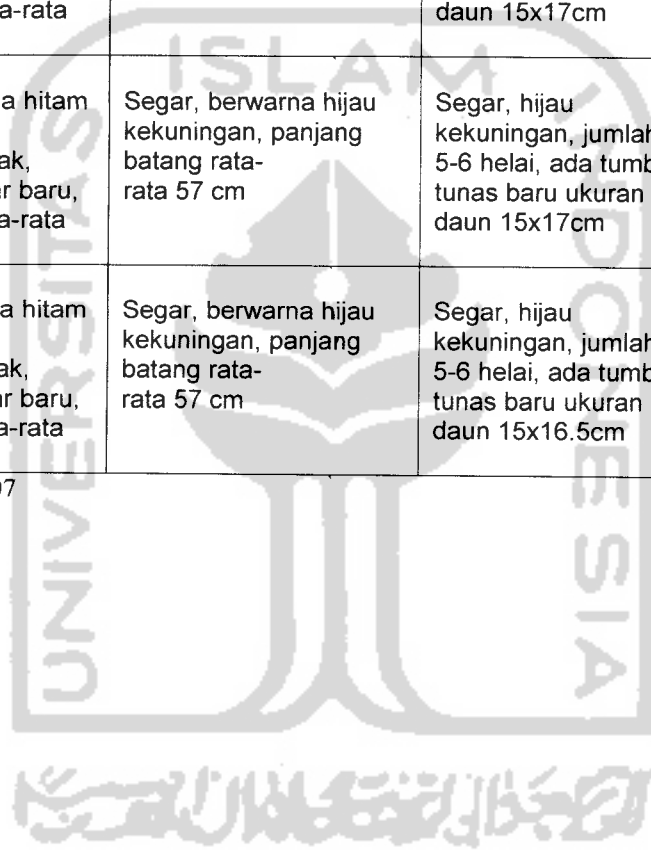 a-rata
daun 15x17cm
a hitam
ak,
r baru,
a-rata
Segar, berwarna hijau
kekuningan, panjang
batang rata-
rata 57 cm
Segar, hijau
kekuningan, jumlah
5-6 helai, ada tumb
tunas baru ukuran
daun 15x17cm
a hitam
ak,
r baru,
a-rata
Segar, berwarna hijau
kekuningan, panjang
batang rata-
rata 57 cm
Segar, hijau
kekuningan, jumlah
5-6 helai, ada tumb
tunas baru ukuran
daun 15x16.5cm
07
UNIVERSITAS
ISLAM
INDONESIA